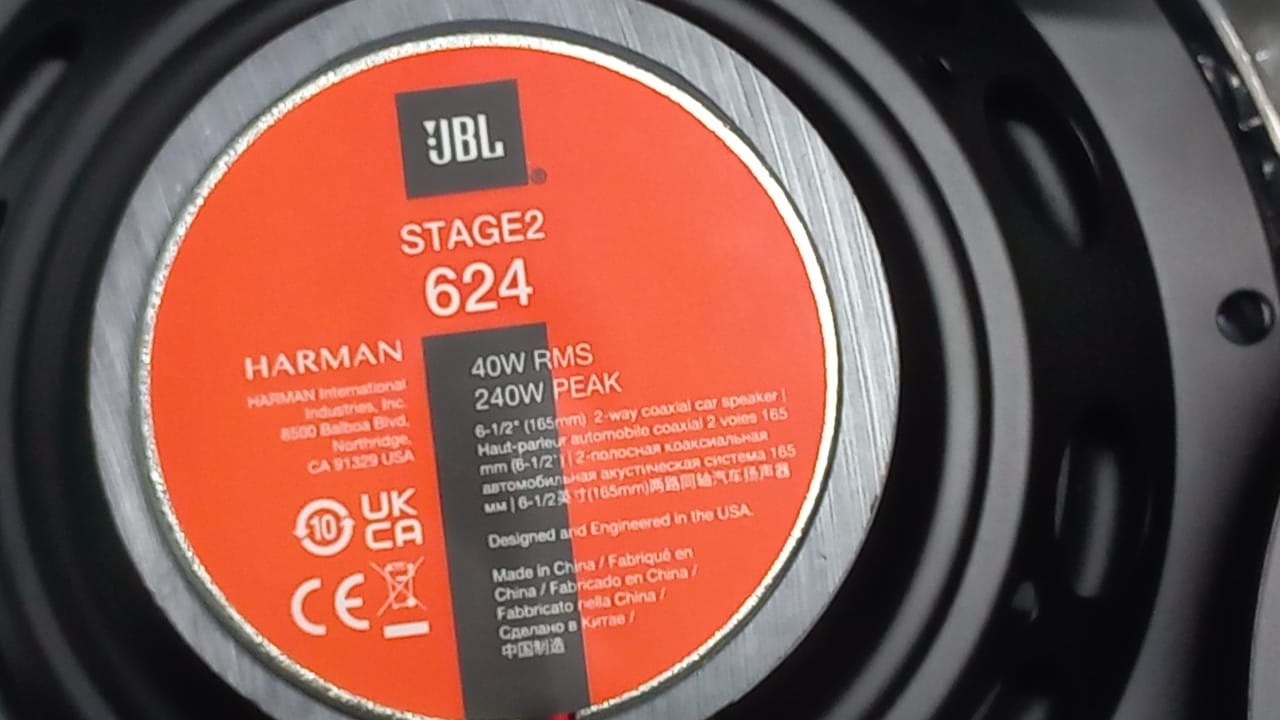 JBL®
STAGE2
624
HARMAN
HARMAN International
Industries, Inc.
8500 Balboa Blvd,
Northridge,
CA 91329 USA
10
UK
CA
CE
40W RMS
240W PEAK
6-1/2" (165mm) 2-way coaxial car speaker |
Haut-parleur automobile coaxial 2 voies 165
mm (6-1/2") | 2-полосная коаксиальная
автомобильная акустическая система 165
мм | 6-1/2英寸(165mm)两路同轴汽车扬声器
Designed and Engineered in the USA.
Made in China / Fabriqué en
China / Fabricado en China /
Fabbricato nella China /
Сделано в Китае /
中国制造